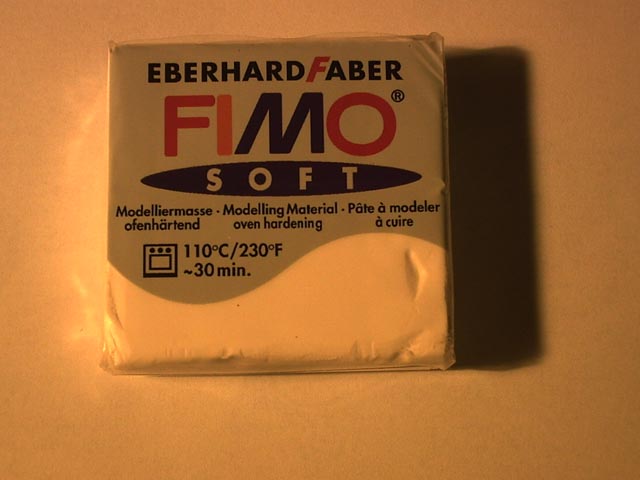 EBERHARDFABER
FIMO®
SOFT
Modelliermasse · Modelling Material · Pâte à modeler
ofenhärtend oven hardening à cuire
110°C/230°F
~30 min.